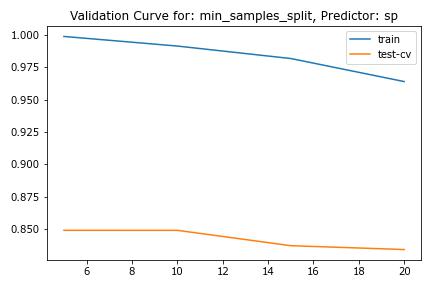 Validation Curve for: min_samples_split, Predictor: sp
1.000
0.975
0.950
0.925
0.900
0.875
0.850
train
test-cv
6 8 10 12 14 16 18 20